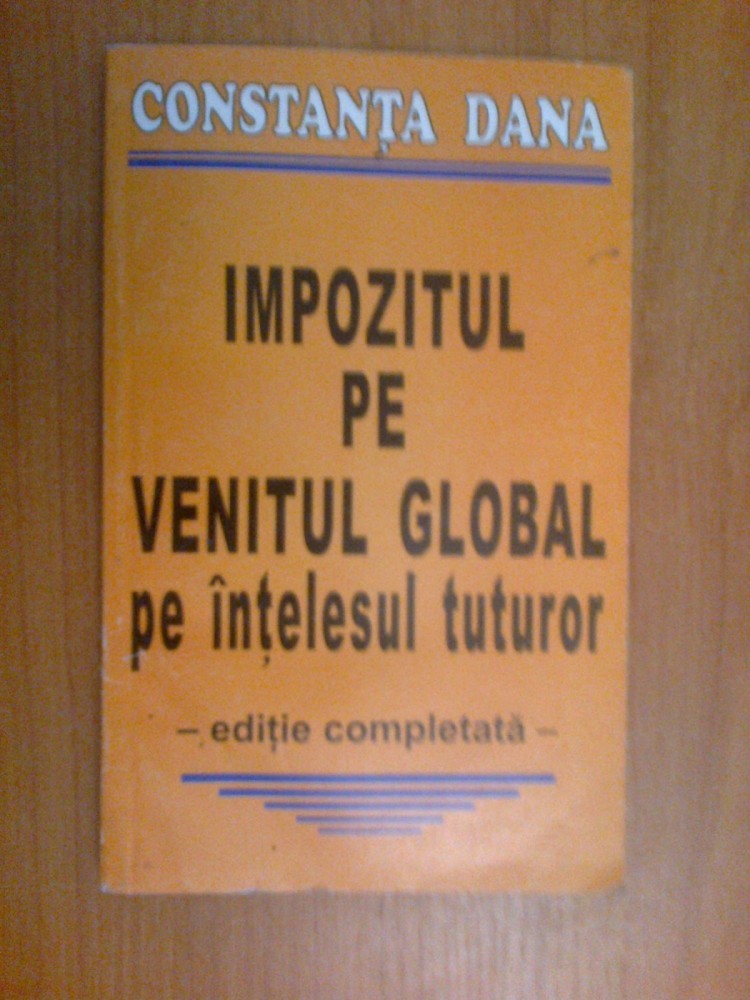 CONSTANȚA DANA
IMPOZITUL
PE
VENITUL GLOBAL
pe înțelesul tuturor
- ediție completată -